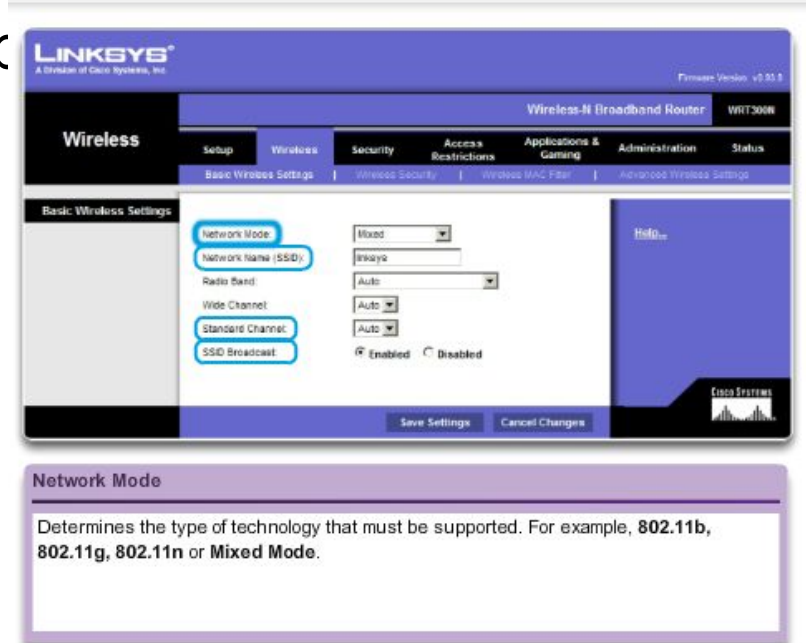 LINKSYS®
A Division of Cisco Systems, Inc.
Firmware Version: v0.93.9
Wireless-N Broadband Router WRT300N
Wireless
Setup Wireless Security Access Restrictions Applications & Gaming Administration Status
Basic Wireless Settings | Wireless Security | Wireless MAC Filter | Advanced Wireless Settings
Basic Wireless Settings
Network Mode: Mixed
Help...
Network Name (SSID): linksys
Radio Band: Auto
Wide Channel: Auto
Standard Channel: Auto
SSID Broadcast: Enabled Disabled
CISCO SYSTEMS
Save Settings Cancel Changes
Network Mode
Determines the type of technology that must be supported. For example, 802.11b,
802.11g, 802.11n or Mixed Mode.